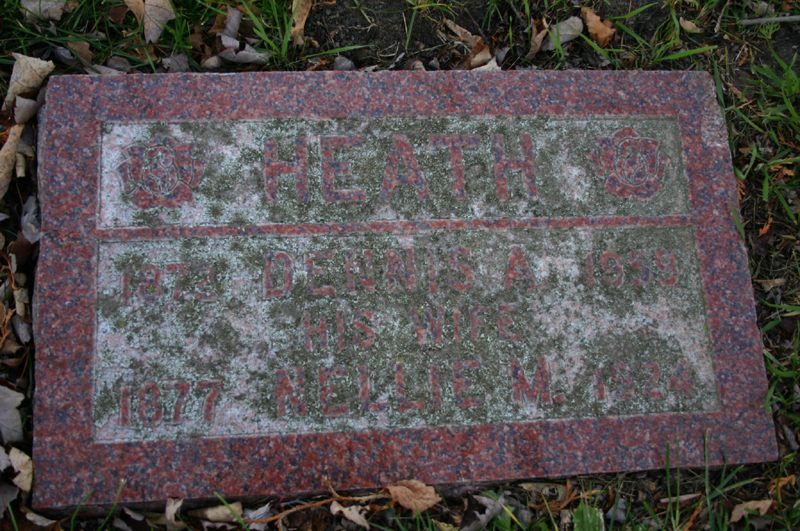 HEATH
1873 DENNIS A. 1959
HIS WIFE
1877 NELLIE M. 1934